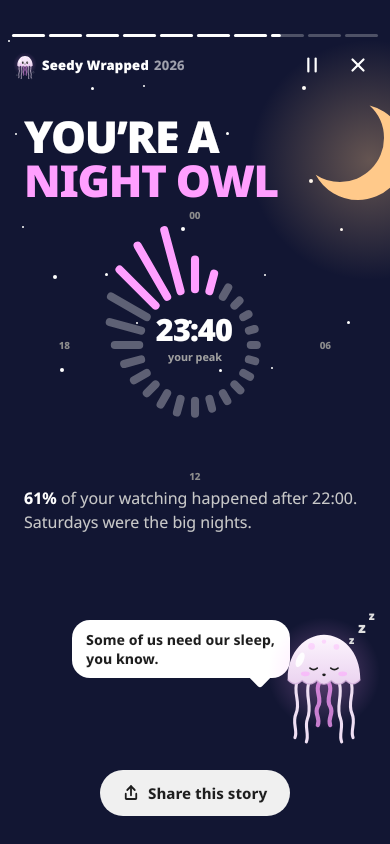 Seedy Wrapped 2026
YOU’RE A
NIGHT OWL
00
23:40
your peak
18
06
12
61% of your watching happened after 22:00.
Saturdays were the big nights.
z
z
z
Some of us need our sleep,
you know.
Share this story